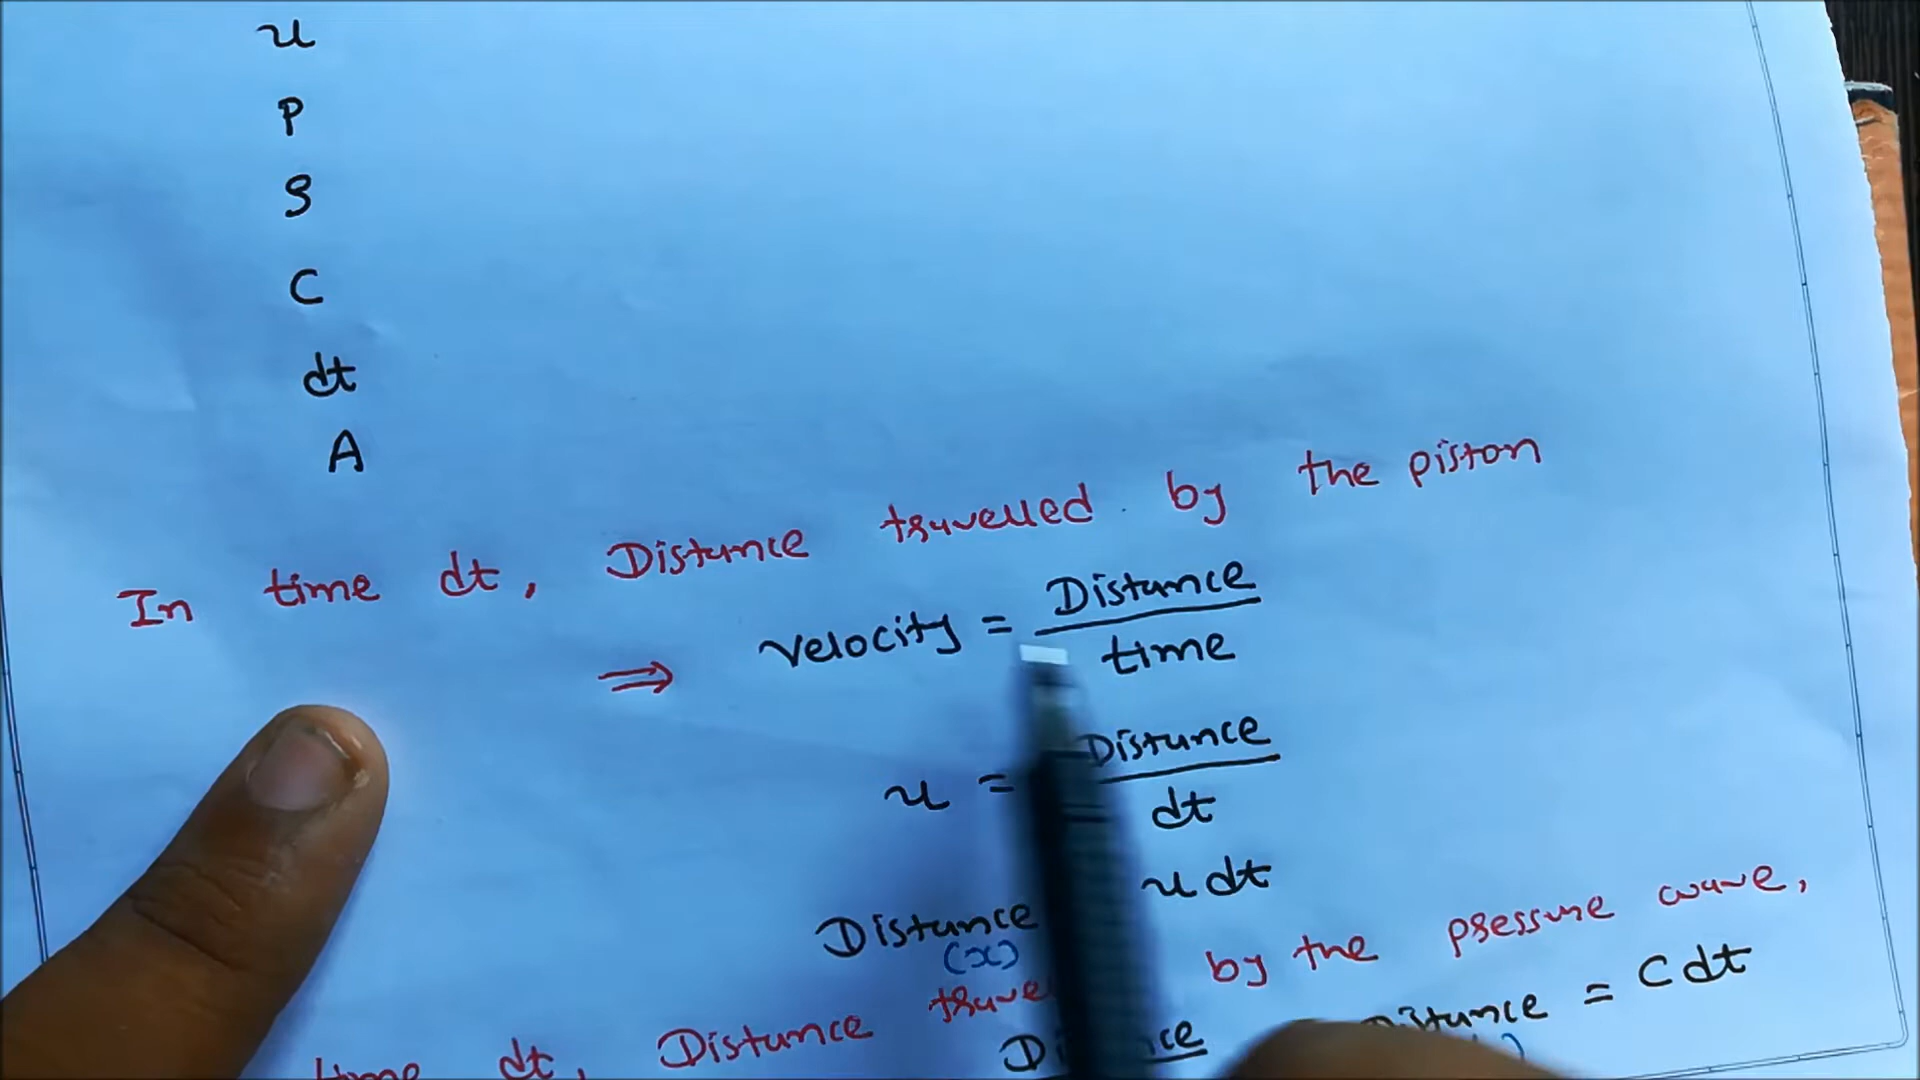 u
P
ρ
C
dt
A
In time dt, Distance travelled by the piston
⇒ Velocity = Distance / time
u = Distance / dt
Distance u dt
(x)
time dt, Distance by the pressure wave,
Distance = C dt